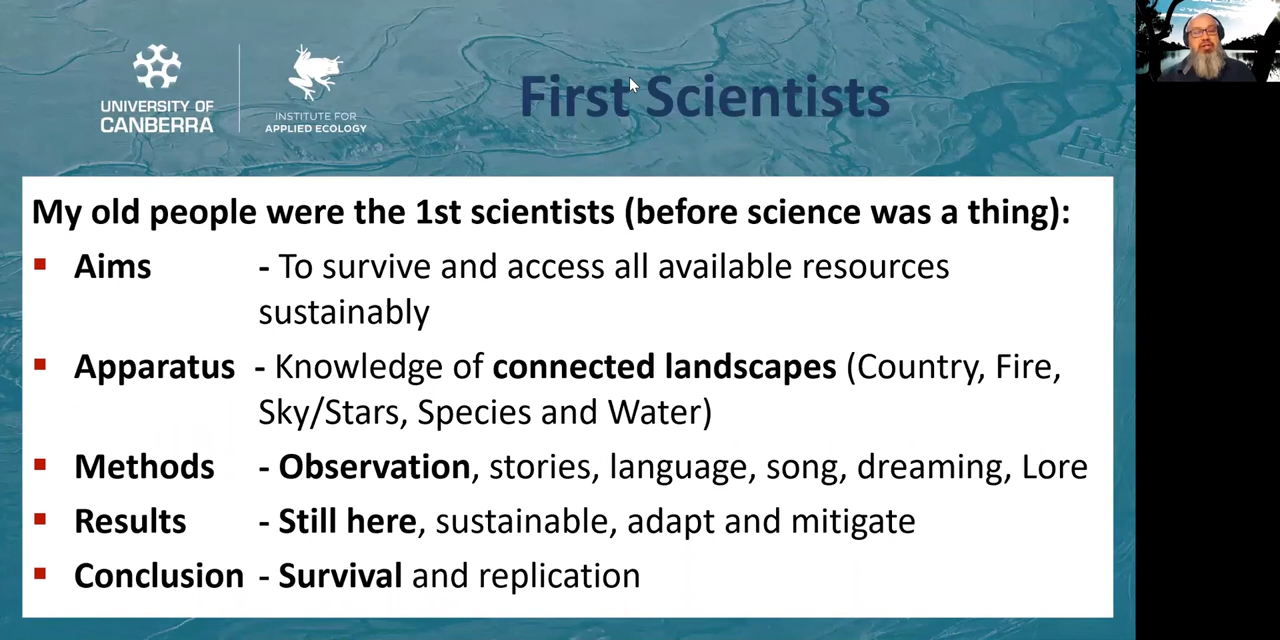 UNIVERSITY OF
CANBERRA
INSTITUTE FOR
APPLIED ECOLOGY
First Scientists
My old people were the 1st scientists (before science was a thing):
Aims - To survive and access all available resources
sustainably
Apparatus - Knowledge of connected landscapes (Country, Fire,
Sky/Stars, Species and Water)
Methods - Observation, stories, language, song, dreaming, Lore
Results - Still here, sustainable, adapt and mitigate
Conclusion - Survival and replication